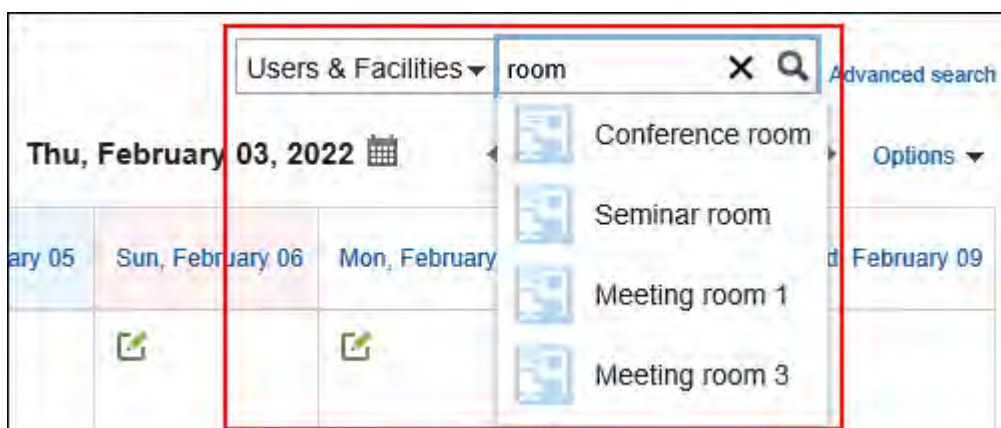 Users & Facilities room Advanced search
Conference room
Thu, February 03, 2022 Options
Seminar room
ary 05 Sun, February 06 Mon, February d February 09
Meeting room 1
Meeting room 3